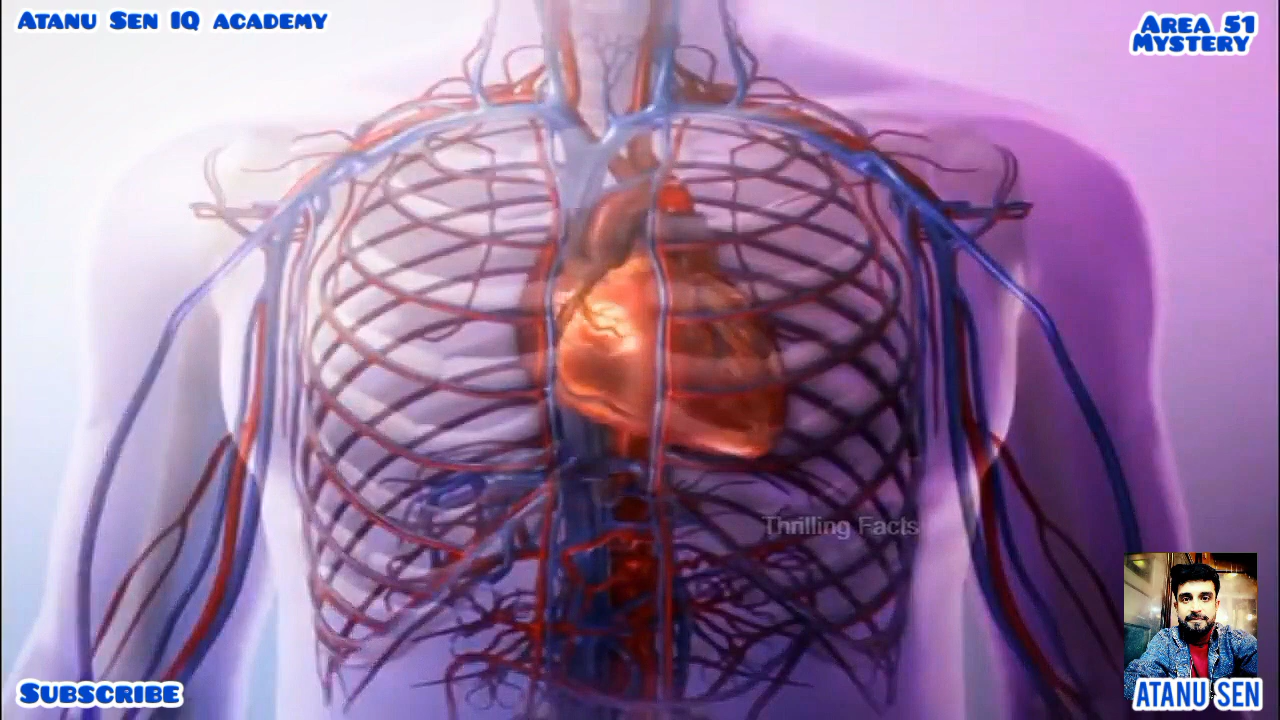 Atanu Sen IQ academy
Area 51
Mystery
Thrilling Facts
Subscribe
ATANU SEN